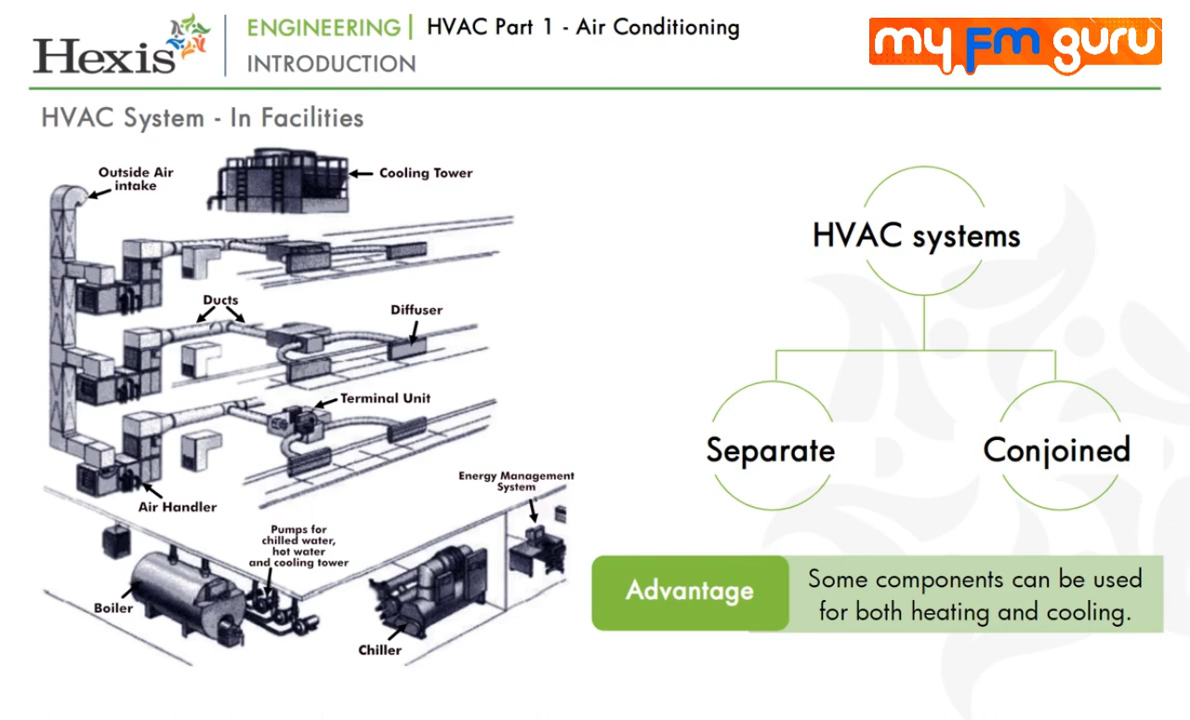 Hexis
ENGINEERING| HVAC Part 1 - Air Conditioning
INTRODUCTION
my Fm guru
HVAC System - In Facilities
Outside Air
intake
Cooling Tower
Ducts
Diffuser
Terminal Unit
Energy Management
System
Air Handler
Pumps for
chilled water,
hot water
and cooling tower
Boiler
Chiller
HVAC systems
Separate
Conjoined
Advantage
Some components can be used
for both heating and cooling.